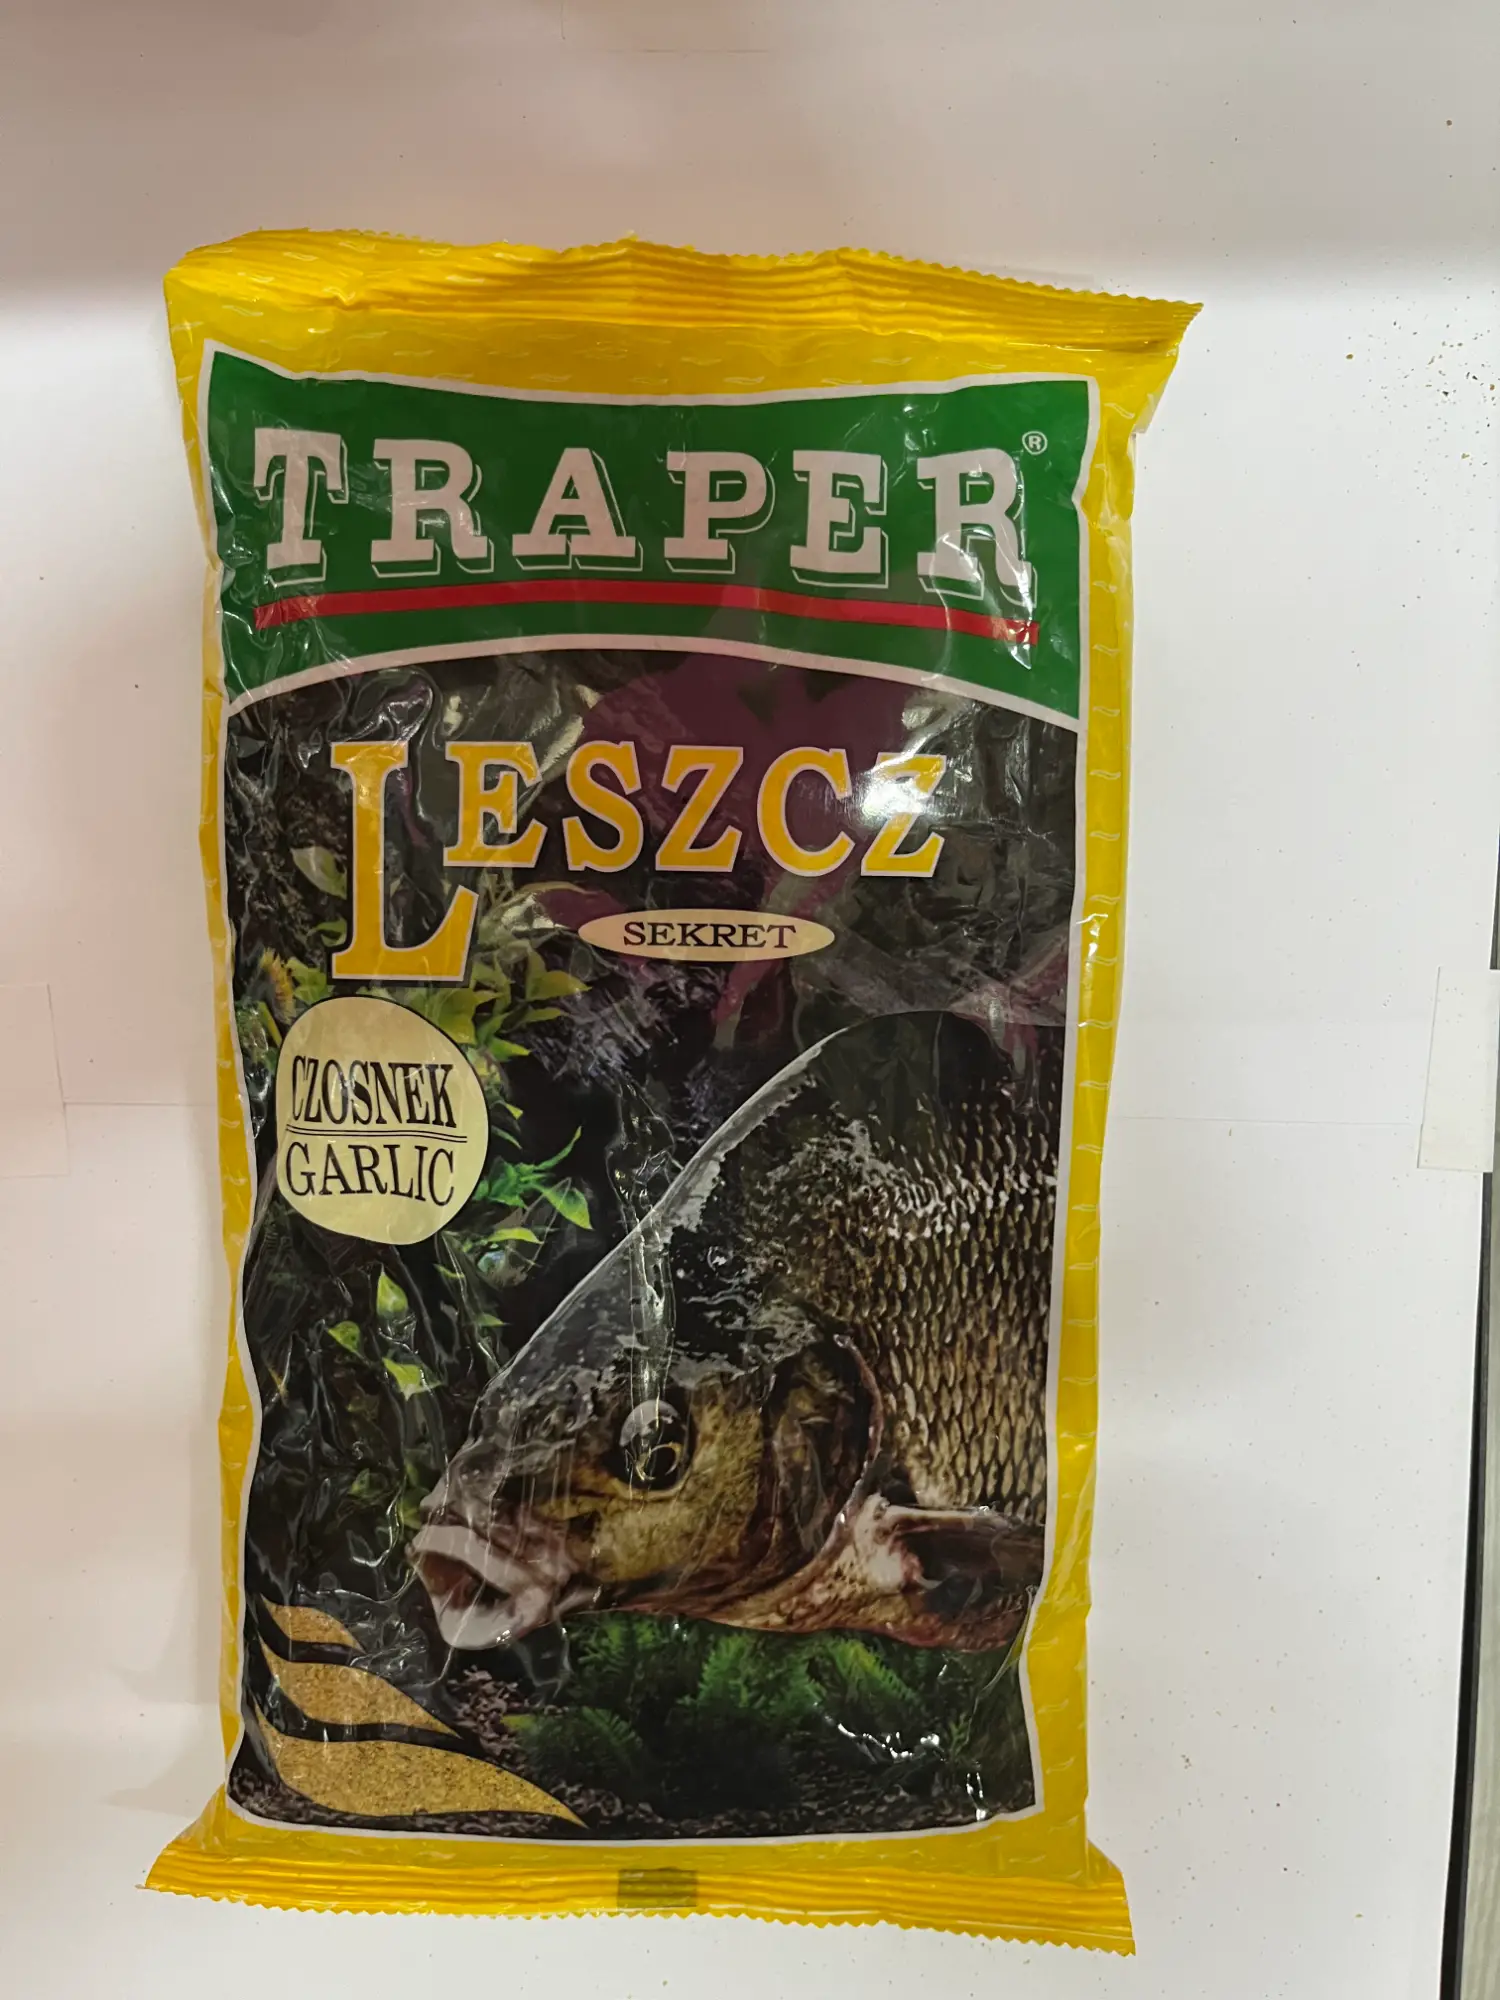 TRAPER®
LESZCZ
SEKRET
CZOSNEK
GARLIC